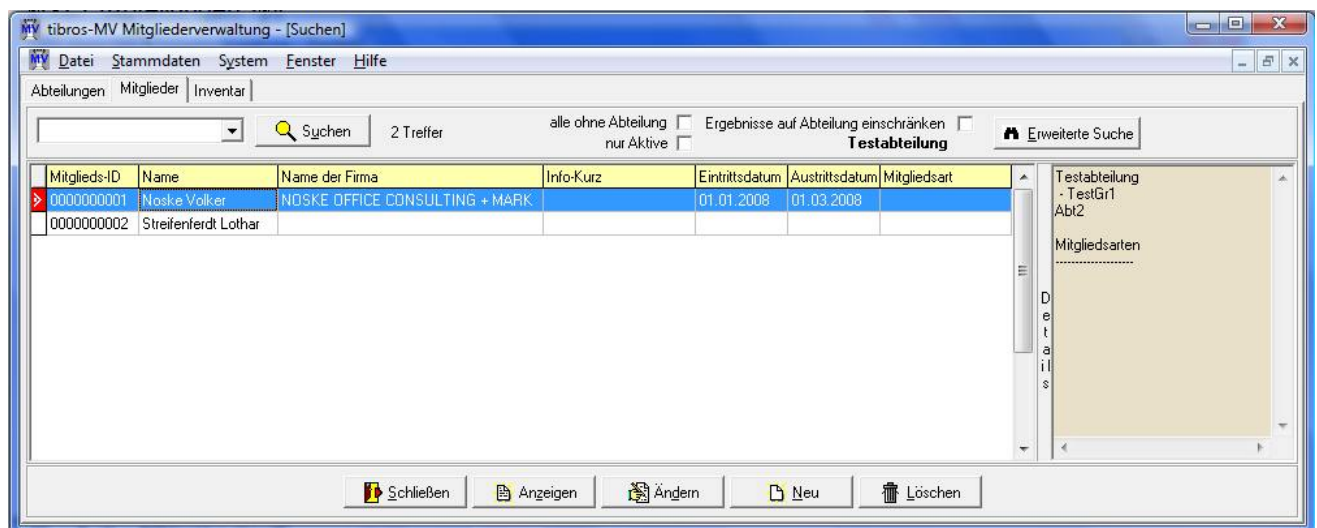 tibros-MV Mitgliederverwaltung - [Suchen]
Datei Stammdaten System Fenster Hilfe
Abteilungen Mitglieder Inventar
Suchen 2 Treffer alle ohne Abteilung Ergebnisse auf Abteilung einschränken Erweiterte Suche
nur Aktive Testabteilung
Mitglieds-ID Name Name der Firma Info-Kurz Eintrittsdatum Austrittsdatum Mitgliedsart
0000000001 Noske Volker NOSKE OFFICE CONSULTING + MARK 01.01.2008 01.03.2008
0000000002 Streifenferdt Lothar
Details
Testabteilung
- TestGr1
Abt2
Mitgliedsarten
--------------------
Schließen Anzeigen Ändern Neu Löschen